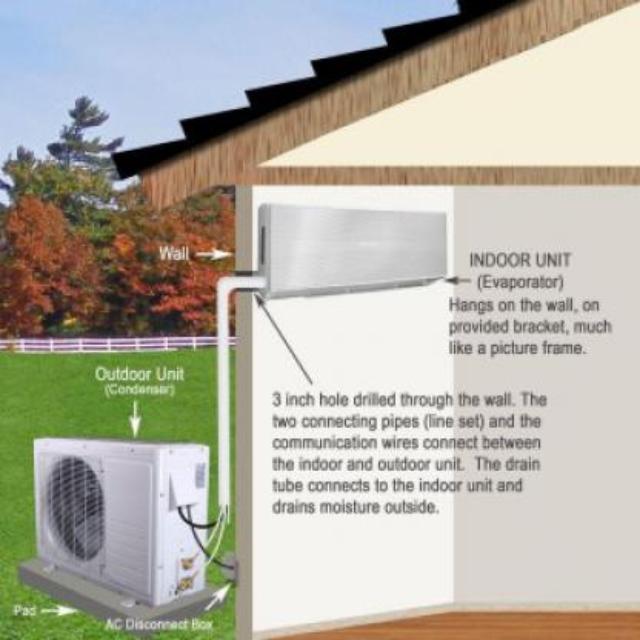 Wall
INDOOR UNIT
(Evaporator)
Hangs on the wall, on
provided bracket, much
like a picture frame.
Outdoor Unit
(Condenser)
3 inch hole drilled through the wall. The
two connecting pipes (line set) and the
communication wires connect between
the indoor and outdoor unit. The drain
tube connects to the indoor unit and
drains moisture outside.
Pad
AC Disconnect Box